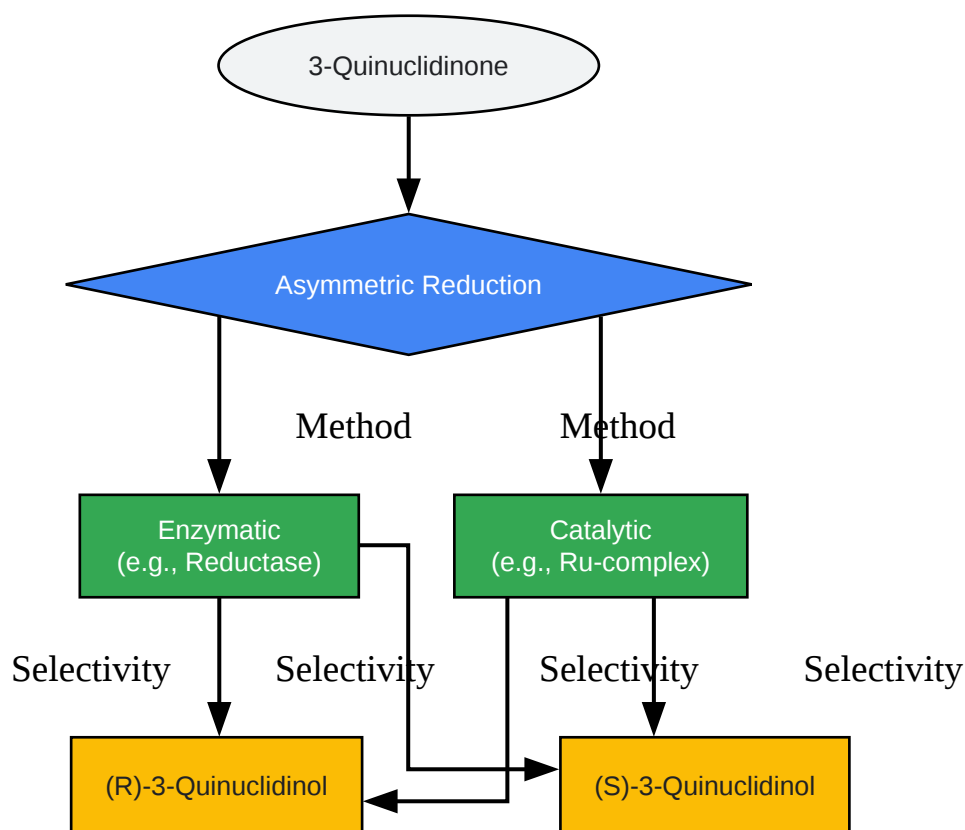 3-Quinuclidinone
Asymmetric Reduction
Method
Method
Enzymatic
(e.g., Reductase)
Catalytic
(e.g., Ru-complex)
Selectivity
Selectivity
Selectivity
Selectivity
(R)-3-Quinuclidinol
(S)-3-Quinuclidinol